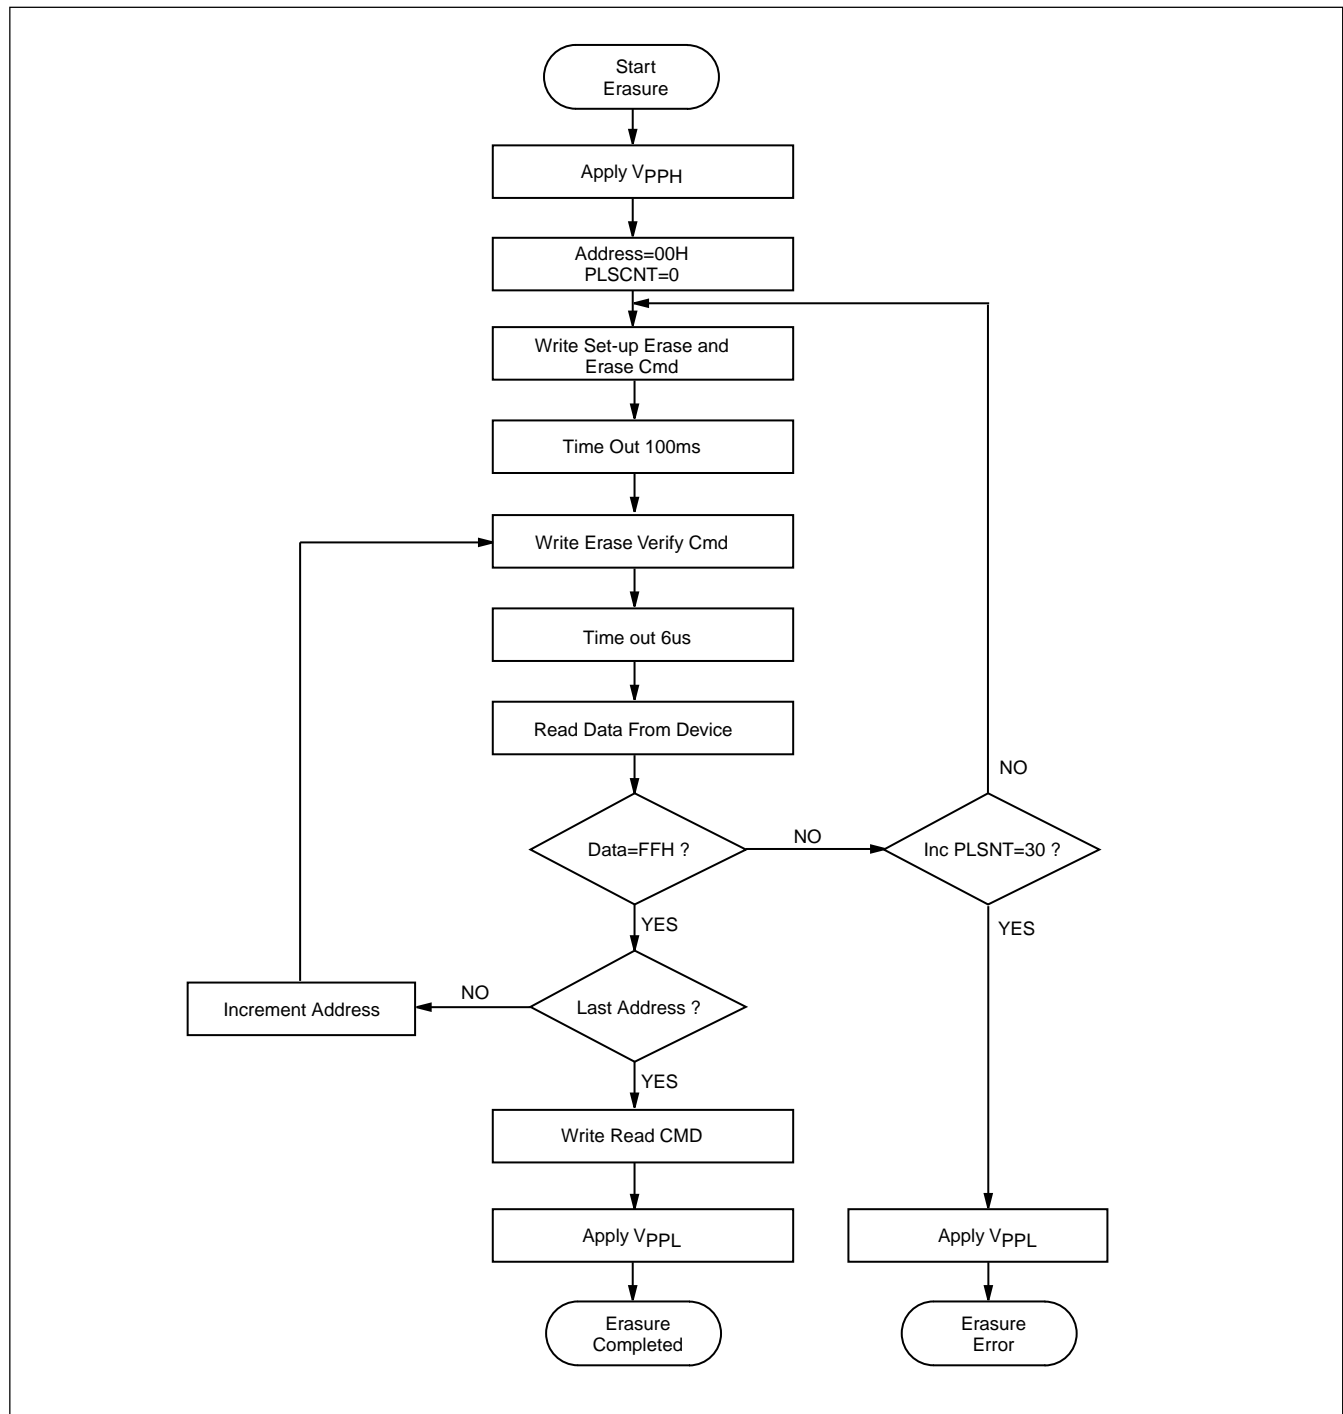 Start
Erasure
Apply VPPH
Address=00H
PLSCNT=0
Write Set-up Erase and
Erase Cmd
Time Out 100ms
Write Erase Verify Cmd
Time out 6us
Read Data From Device
NO
Data=FFH ?
NO
Inc PLSNT=30 ?
YES
YES
Increment Address
NO
Last Address ?
YES
Write Read CMD
Apply VPPL
Apply VPPL
Erasure
Completed
Erasure
Error